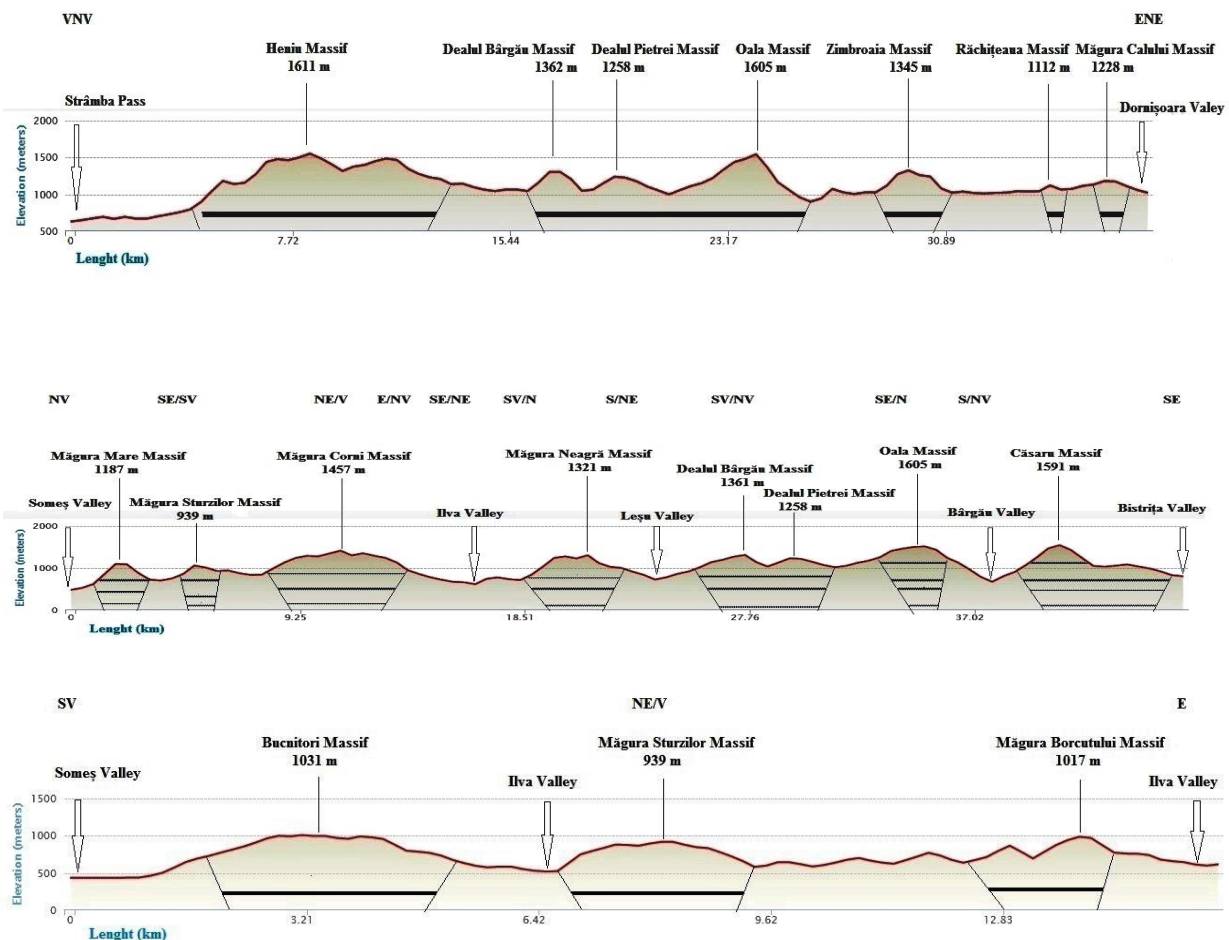 VNV ENE
Heniu Massif
1611 m
Dealul Bârgău Massif
1362 m
Dealul Pietrei Massif
1258 m
Oala Massif
1605 m
Zimbroaia Massif
1345 m
Răchițeaua Massif
1112 m
Măgura Calului Massif
1228 m
Strâmba Pass
Dornișoara Valey
Elevation (meters)
2000
1500
1000
500
0 7.72 15.44 23.17 30.89
Lenght (km)
NV SE/SV NE/V E/NV SE/NE SV/N S/NE SV/NV SE/N S/NV SE
Măgura Mare Massif
1187 m
Măgura Corni Massif
1457 m
Măgura Neagră Massif
1321 m
Oala Massif
1605 m
Căsaru Massif
1591 m
Dealul Bârgău Massif
1361 m
Dealul Pietrei Massif
1258 m
Someș Valley
Măgura Sturzilor Massif
939 m
Ilva Valley
Leșu Valley
Bârgău Valley
Bistrița Valley
Elevation (meters)
2000
1000
0
0 9.25 18.51 27.76 37.02
Lenght (km)
SV NE/V E
Bucnitori Massif
1031 m
Măgura Sturzilor Massif
939 m
Măgura Borcutului Massif
1017 m
Someș Valley
Ilva Valley
Ilva Valley
Elevation (meters)
1500
1000
500
0
0 3.21 6.42 9.62 12.83
Lenght (km)